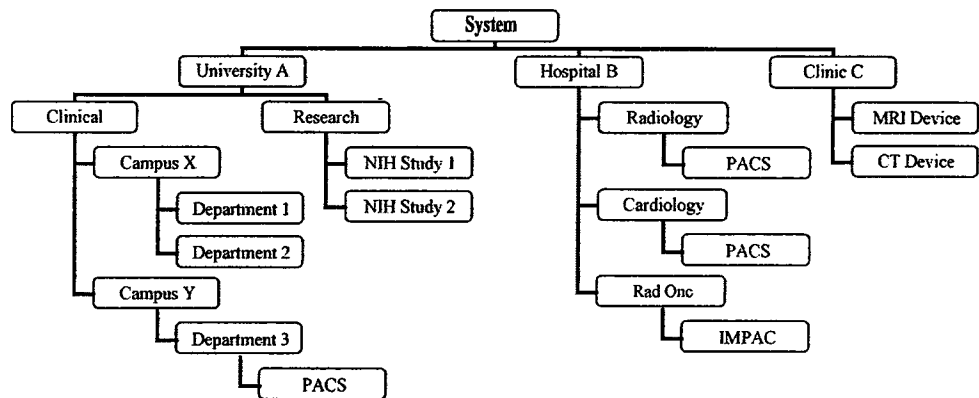 System
University A
Hospital B
Clinic C
Clinical
Research
Radiology
MRI Device
Campus X
NIH Study 1
PACS
CT Device
Department 1
NIH Study 2
Cardiology
Department 2
PACS
Campus Y
Rad Onc
Department 3
IMPAC
PACS